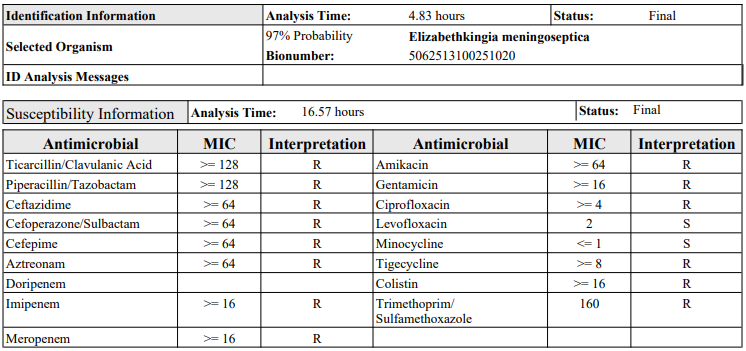 Identification Information Analysis Time: 4.83 hours Status: Final
Selected Organism 97% Probability Elizabethkingia meningoseptica
Bionumber: 5062513100251020
ID Analysis Messages
Susceptibility Information Analysis Time: 16.57 hours Status: Final
Antimicrobial MIC Interpretation Antimicrobial MIC Interpretation
Ticarcillin/Clavulanic Acid >= 128 R Amikacin >= 64 R
Piperacillin/Tazobactam >= 128 R Gentamicin >= 16 R
Ceftazidime >= 64 R Ciprofloxacin >= 4 R
Cefoperazone/Sulbactam >= 64 R Levofloxacin 2 S
Cefepime >= 64 R Minocycline <= 1 S
Aztreonam >= 64 R Tigecycline >= 8 R
Doripenem Colistin >= 16 R
Imipenem >= 16 R Trimethoprim/ 160 R
Sulfamethoxazole
Meropenem >= 16 R